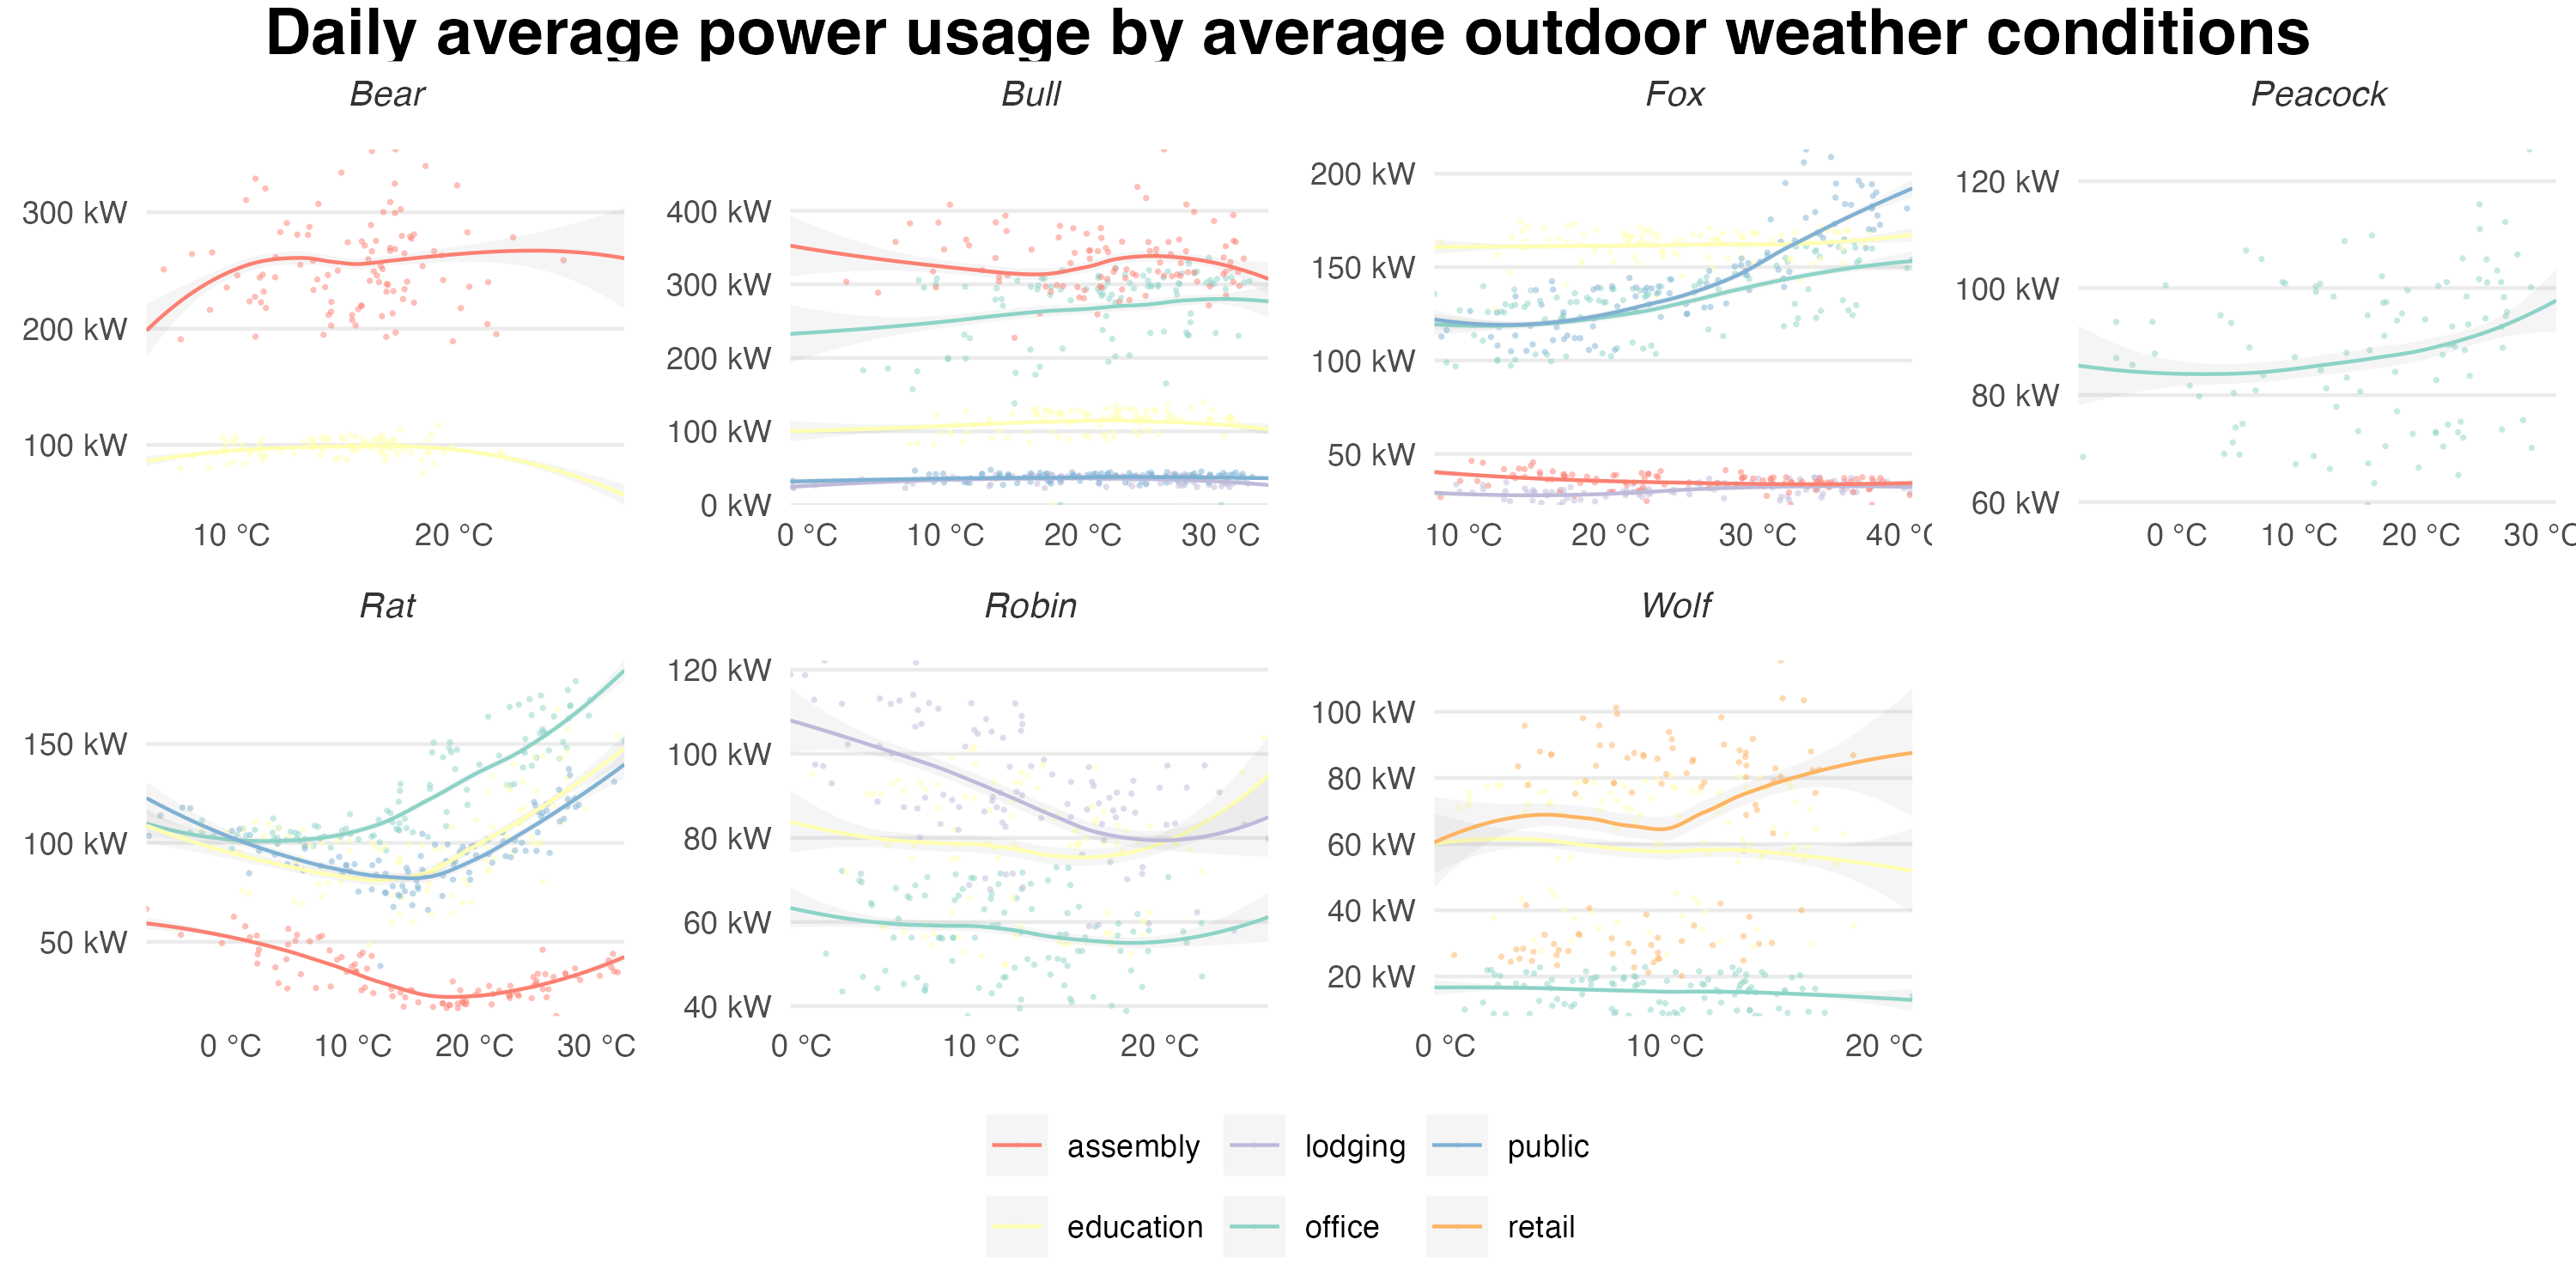 Daily average power usage by average outdoor weather conditions
Bear
Bull
Fox
Peacock
300 kW
200 kW
100 kW
10 °C 20 °C
400 kW
300 kW
200 kW
100 kW
0 kW
0 °C 10 °C 20 °C 30 °C
200 kW
150 kW
100 kW
50 kW
10 °C 20 °C 30 °C 40 °C
120 kW
100 kW
80 kW
60 kW
0 °C 10 °C 20 °C 30 °C
Rat
Robin
Wolf
150 kW
100 kW
50 kW
0 °C 10 °C 20 °C 30 °C
120 kW
100 kW
80 kW
60 kW
40 kW
0 °C 10 °C 20 °C
100 kW
80 kW
60 kW
40 kW
20 kW
0 °C 10 °C 20 °C
assembly lodging public
education office retail